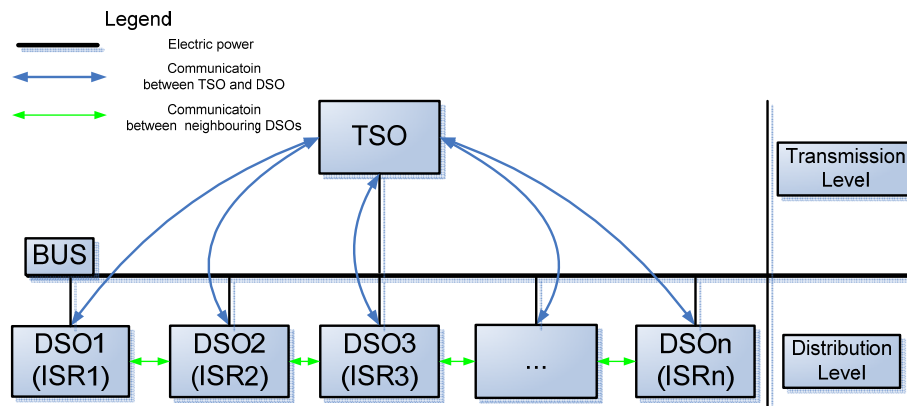 Legend
Electric power
Communicatoin
between TSO and DSO
Communicatoin
between neighbouring DSOs
TSO
Transmission
Level
BUS
DSO1
(ISR1)
DSO2
(ISR2)
DSO3
(ISR3)
...
DSOn
(ISRn)
Distribution
Level